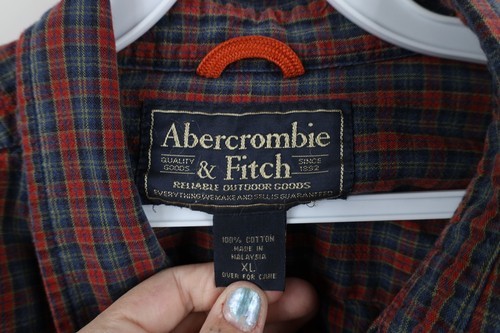 Abercrombie
QUALITY GOODS & Fitch SINCE 1892
RELIABLE OUTDOOR GOODS
EVERYTHING WE MAKE AND SELL IS GUARANTEED
100% COTTON
MADE IN
MALAYSIA
XL
OVER FOR CARE